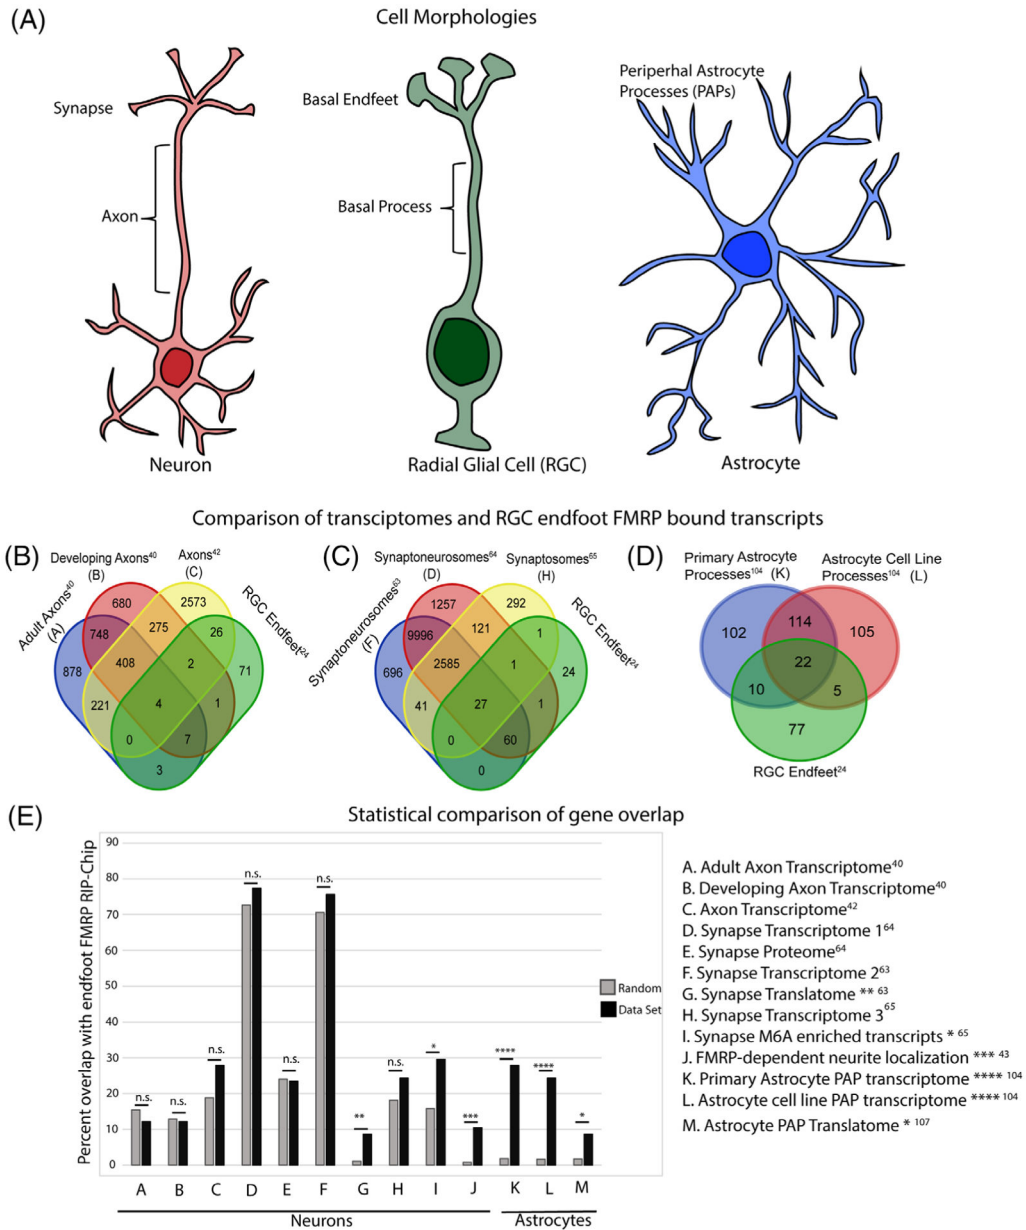 (A)
Cell Morphologies
Synapse
Axon
Neuron
Basal Endfeet
Basal Process
Radial Glial Cell (RGC)
Periperhal Astrocyte
Processes (PAPs)
Astrocyte
Comparison of transciptomes and RGC endfoot FMRP bound transcripts
(B)
Adult Axons⁴⁰
(A)
Developing Axons⁴⁰
(B)
Axons⁴²
(C)
RGC Endfeet²⁴
680
2573
748
275
26
878
408
2
71
221
4
1
0
7
3
(C)
Synaptoneurosomes⁶³
(F)
Synaptoneurosomes⁶⁴
(D)
Synaptosomes⁶⁵
(H)
RGC Endfeet²⁴
1257
292
9996
121
1
696
2585
1
24
41
27
1
0
60
0
(D)
Primary Astrocyte
Processes¹⁰⁴ (K)
Astrocyte Cell Line
Processes¹⁰⁴ (L)
102
114
105
22
10
5
77
RGC Endfeet²⁴
(E)
Statistical comparison of gene overlap
Percent overlap with endfoot FMRP RIP-Chip
90
80
70
60
50
40
30
20
10
0
n.s.
n.s.
n.s.
n.s.
n.s.
n.s.
**
n.s.
*
***
****
****
*
A B C D E F G H I J K L M
Neurons
Astrocytes
Random
Data Set
A. Adult Axon Transcriptome⁴⁰
B. Developing Axon Transcriptome⁴⁰
C. Axon Transcriptome⁴²
D. Synapse Transcriptome 1⁶⁴
E. Synapse Proteome⁶⁴
F. Synapse Transcriptome 2⁶³
G. Synapse Translatome ** ⁶³
H. Synapse Transcriptome 3⁶⁵
I. Synapse M6A enriched transcripts * ⁶⁵
J. FMRP-dependent neurite localization *** ⁴³
K. Primary Astrocyte PAP transcriptome **** ¹⁰⁴
L. Astrocyte cell line PAP transcriptome **** ¹⁰⁴
M. Astrocyte PAP Translatome * ¹⁰⁷